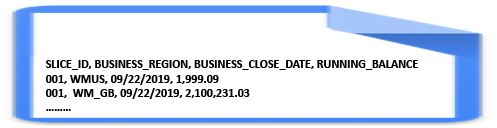 SLICE_ID, BUSINESS_REGION, BUSINESS_CLOSE_DATE, RUNNING_BALANCE
001, WMUS, 09/22/2019, 1,999.09
001, WM_GB, 09/22/2019, 2,100,231.03
.........